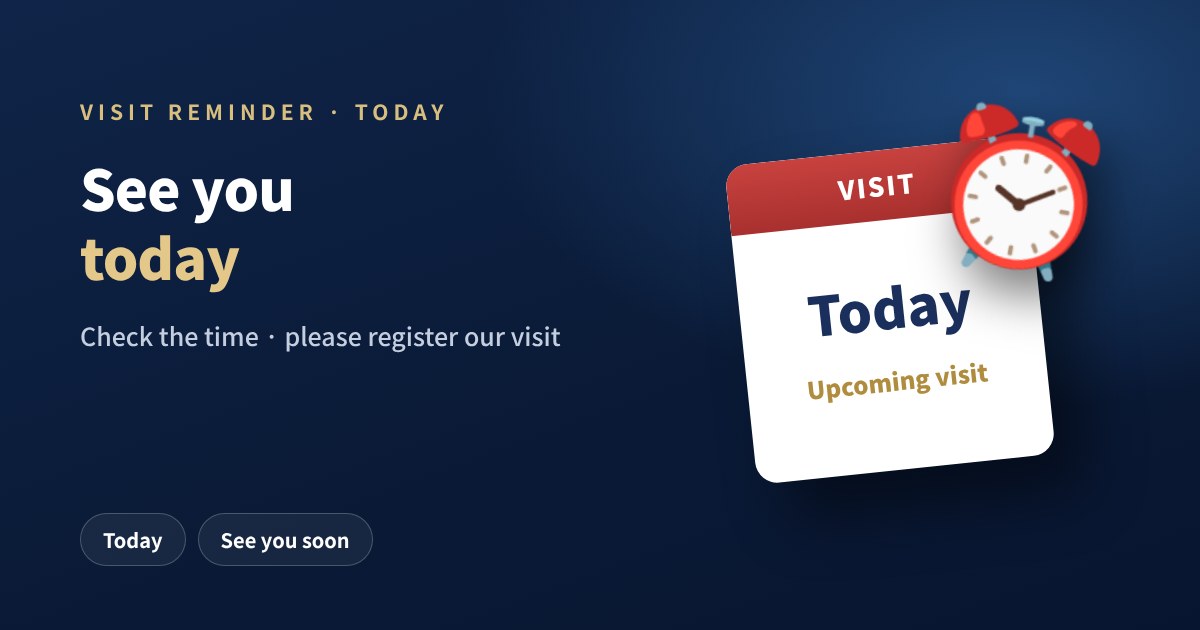 VISIT REMINDER · TODAY
See you
today
Check the time · please register our visit
Today
See you soon
VISIT
Today
Upcoming visit